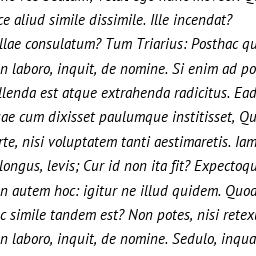 ce aliud simile dissimile. Ille incendat?
llae consulatum? Tum Triarius: Posthac qu
n laboro, inquit, de nomine. Si enim ad po
llenda est atque extrahenda radicitus. Ead
ae cum dixisset paulumque institisset, Qu
rte, nisi voluptatem tanti aestimaretis. Iam
longus, levis; Cur id non ita fit? Expectoqu
n autem hoc: igitur ne illud quidem. Quod
c simile tandem est? Non potes, nisi retexu
n laboro, inquit, de nomine. Sedulo, inqua